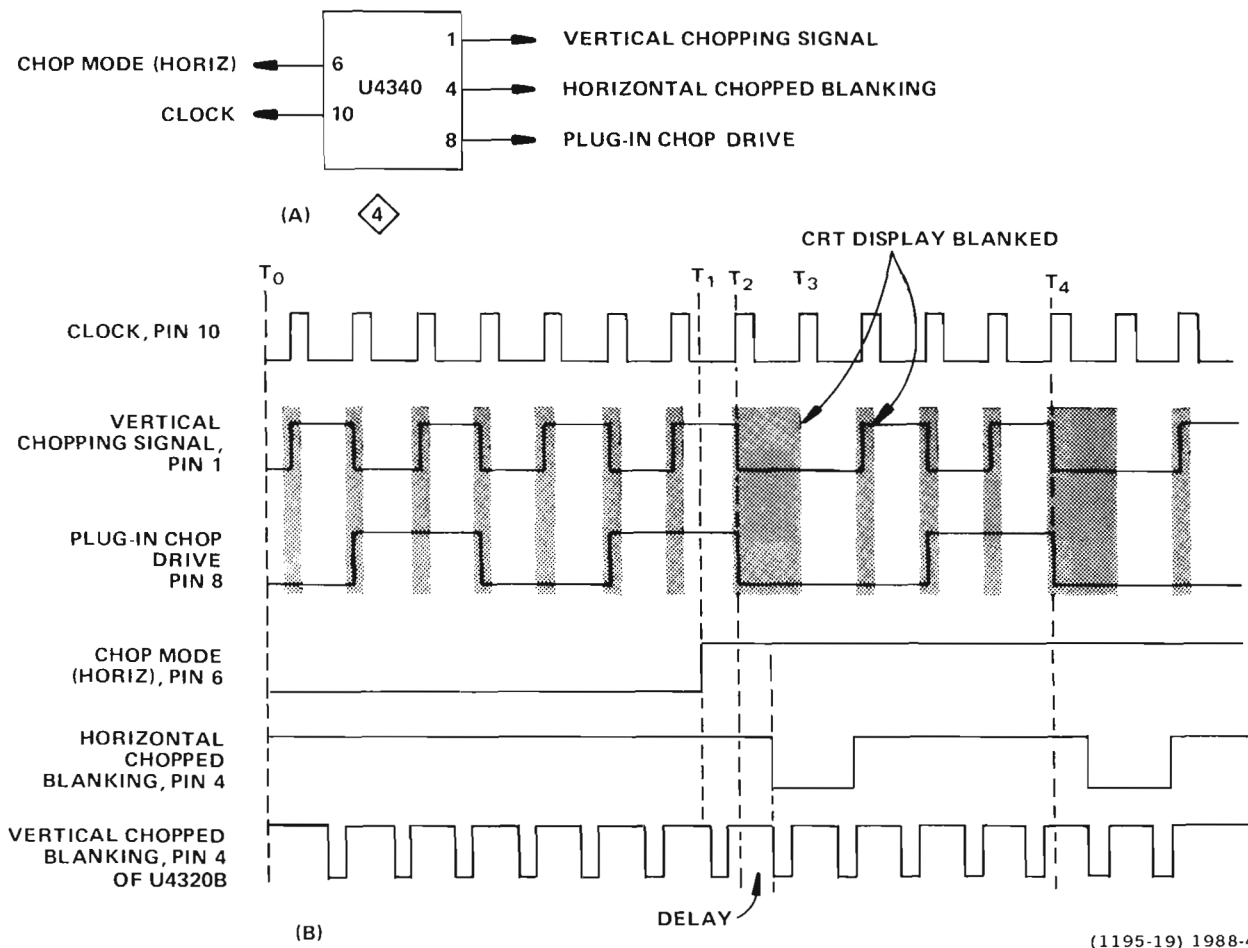 1
VERTICAL CHOPPING SIGNAL
CHOP MODE (HORIZ)
6
U4340
4
HORIZONTAL CHOPPED BLANKING
CLOCK
10
8
PLUG-IN CHOP DRIVE
(A)
4
CRT DISPLAY BLANKED
T0
T1
T2
T3
T4
CLOCK, PIN 10
VERTICAL
CHOPPING SIGNAL,
PIN 1
PLUG-IN CHOP
DRIVE
PIN 8
CHOP MODE
(HORIZ), PIN 6
HORIZONTAL
CHOPPED
BLANKING, PIN 4
VERTICAL CHOPPED
BLANKING, PIN 4
OF U4320B
DELAY
(B)
(1195-19) 1988-4